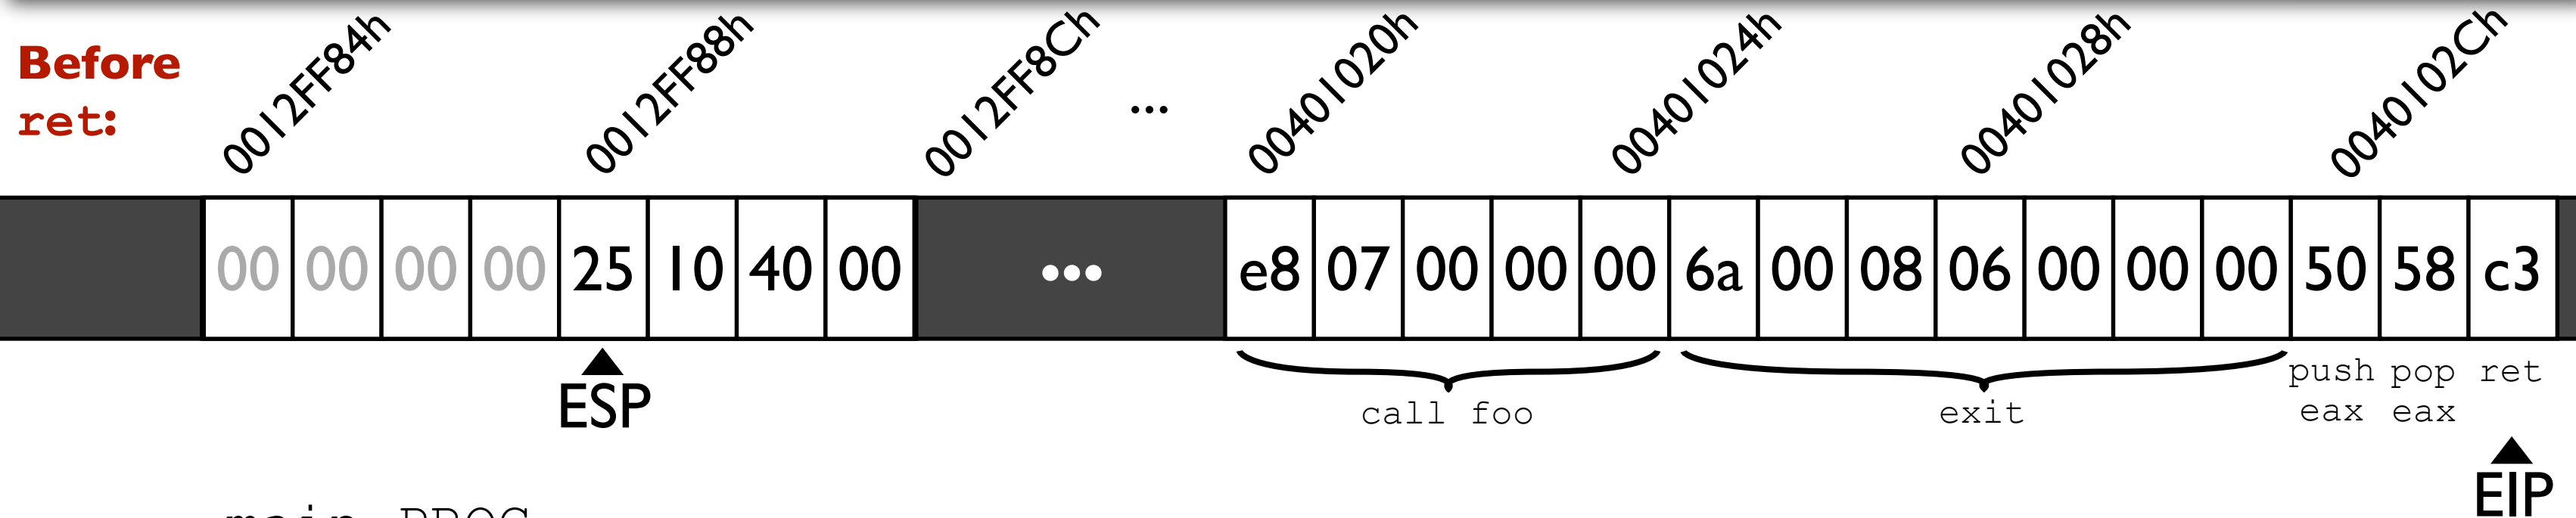 Before
ret:
0012FF84h 0012FF88h 0012FF8Ch ... 00401020h 00401024h 00401028h 0040102Ch
00 00 00 00 25 10 40 00 ... e8 07 00 00 00 6a 00 08 06 00 00 00 50 58 c3
ESP
call foo
exit
push eax
pop eax
ret
EIP
main PROC